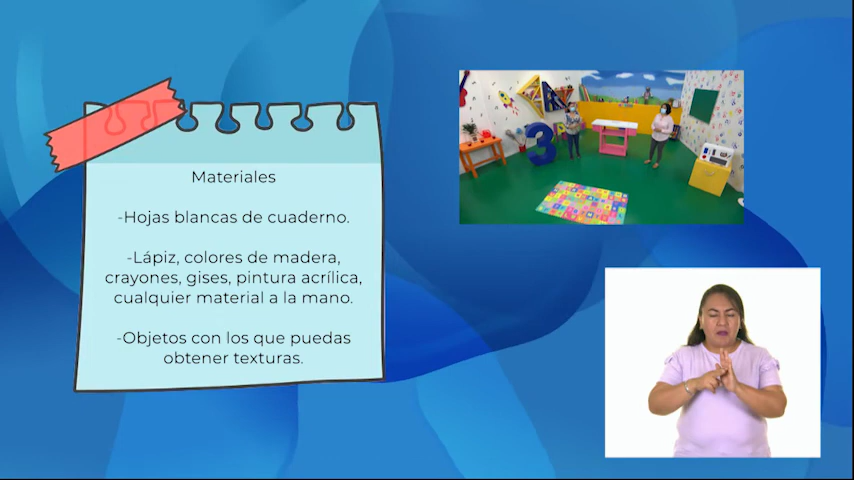 Materiales
-Hojas blancas de cuaderno.
-Lápiz, colores de madera,
crayones, gises, pintura acrílica,
cualquier material a la mano.
-Objetos con los que puedas
obtener texturas.
3